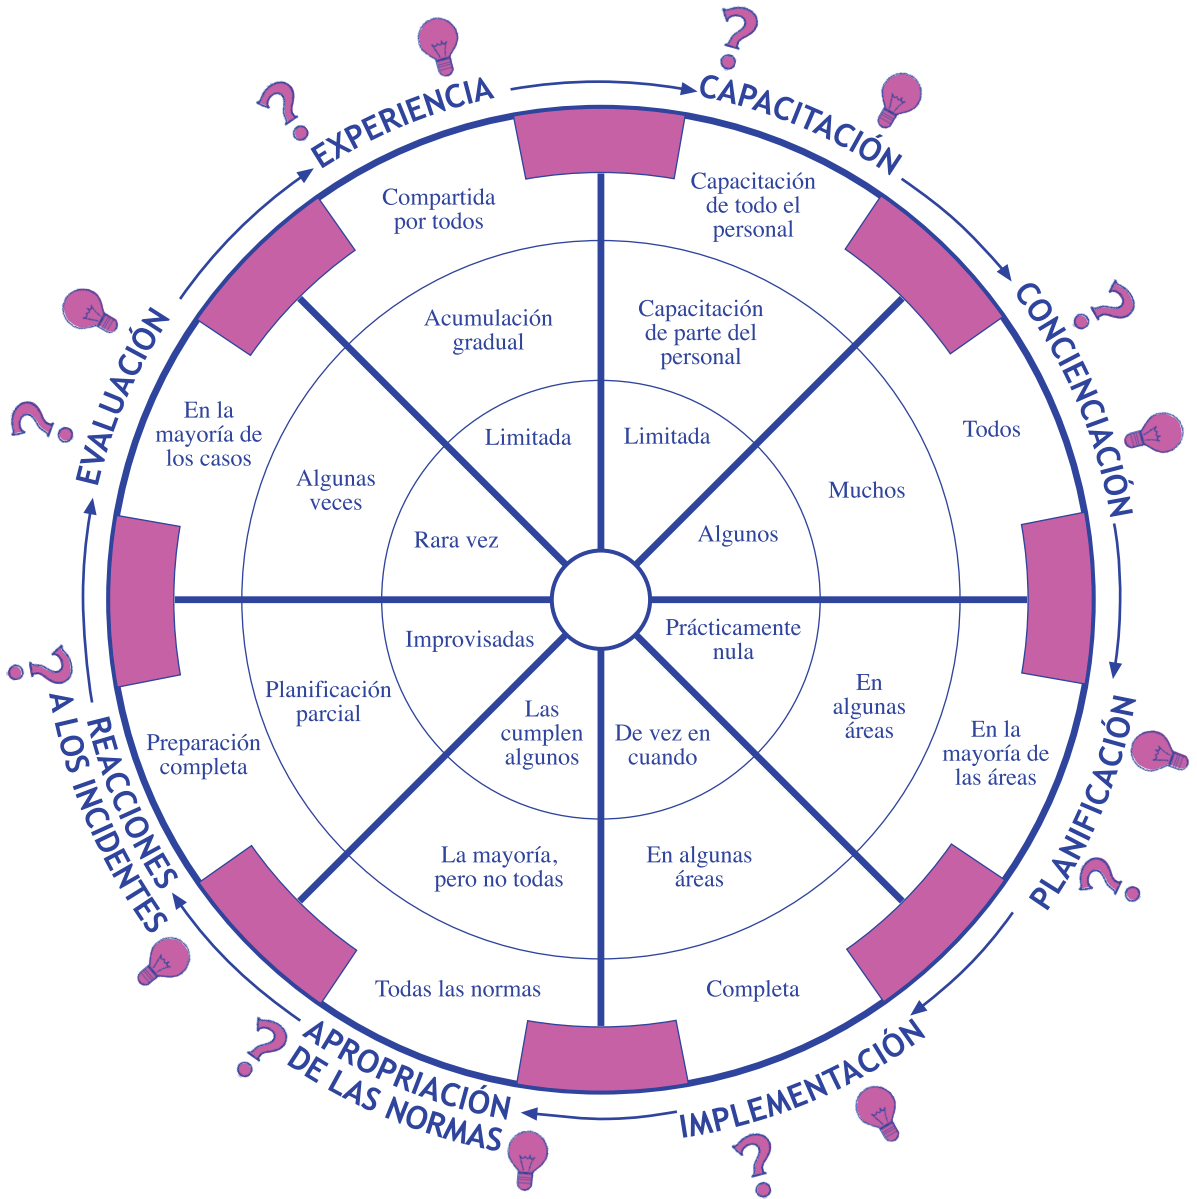 CAPACITACIÓN
Capacitación
de todo el
personal
Capacitación
de parte del
personal
Limitada
CONCIENCIACIÓN
Todos
Muchos
Algunos
PLANIFICACIÓN
En la
mayoría de
las áreas
En
algunas
áreas
Prácticamente
nula
IMPLEMENTACIÓN
Completa
En algunas
áreas
De vez en
cuando
APROPRIACIÓN
DE LAS NORMAS
Todas las normas
La mayoría,
pero no todas
Las
cumplen
algunos
REACCIONES
A LOS INCIDENTES
Preparación
completa
Planificación
parcial
Improvisadas
EVALUACIÓN
En la
mayoría de
los casos
Algunas
veces
Rara vez
EXPERIENCIA
Compartida
por todos
Acumulación
gradual
Limitada
?
?
?
?
?
?
?
?